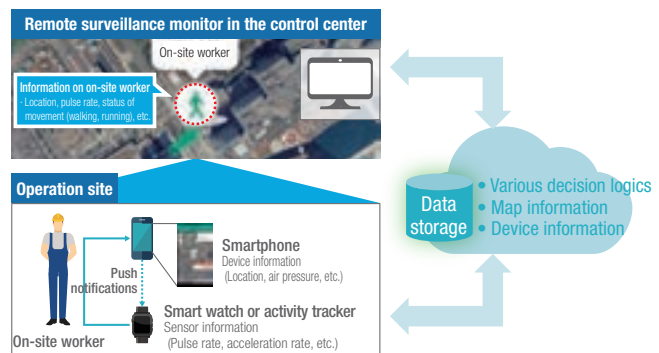 Remote surveillance monitor in the control center
On-site worker
Information on on-site worker
· Location, pulse rate, status of
movement (walking, running), etc.
Operation site
Smartphone
Device information
(Location, air pressure, etc.)
Push
notifications
Smart watch or activity tracker
Sensor information
(Pulse rate, acceleration rate, etc.)
On-site worker
Data
storage
• Various decision logics
• Map information
• Device information